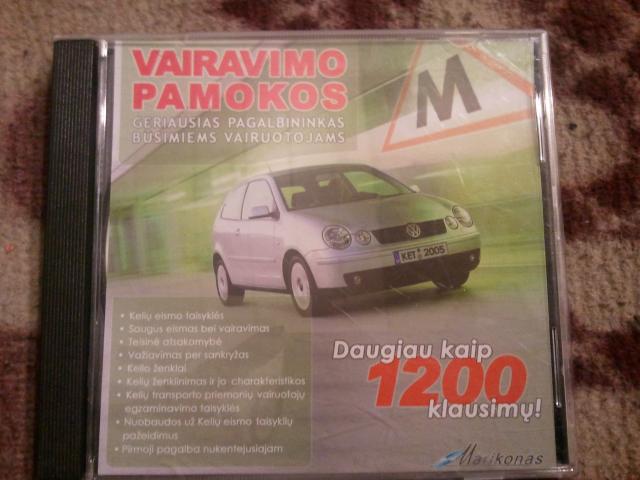 VAIRAVIMO
PAMOKOS
GERIAUSIAS PAGALBININKAS
BŪSIMIEMS VAIRUOTOJAMS
M
KET 2005
• Kelių eismo taisyklės
• Saugus eismas bei vairavimas
• Teisinė atsakomybė
• Važiavimas per sankryžas
• Kelio ženklai
• Kelių ženklinimas ir jo charakteristikos
• Kelių transporto priemonių vairuotojų
egzaminavimo taisyklės
• Nuobaudos už Kelių eismo taisyklių
pažeidimus
• Pirmoji pagalba nukentėjusiajam
Daugiau kaip
1200
klausimų!
Marikonas